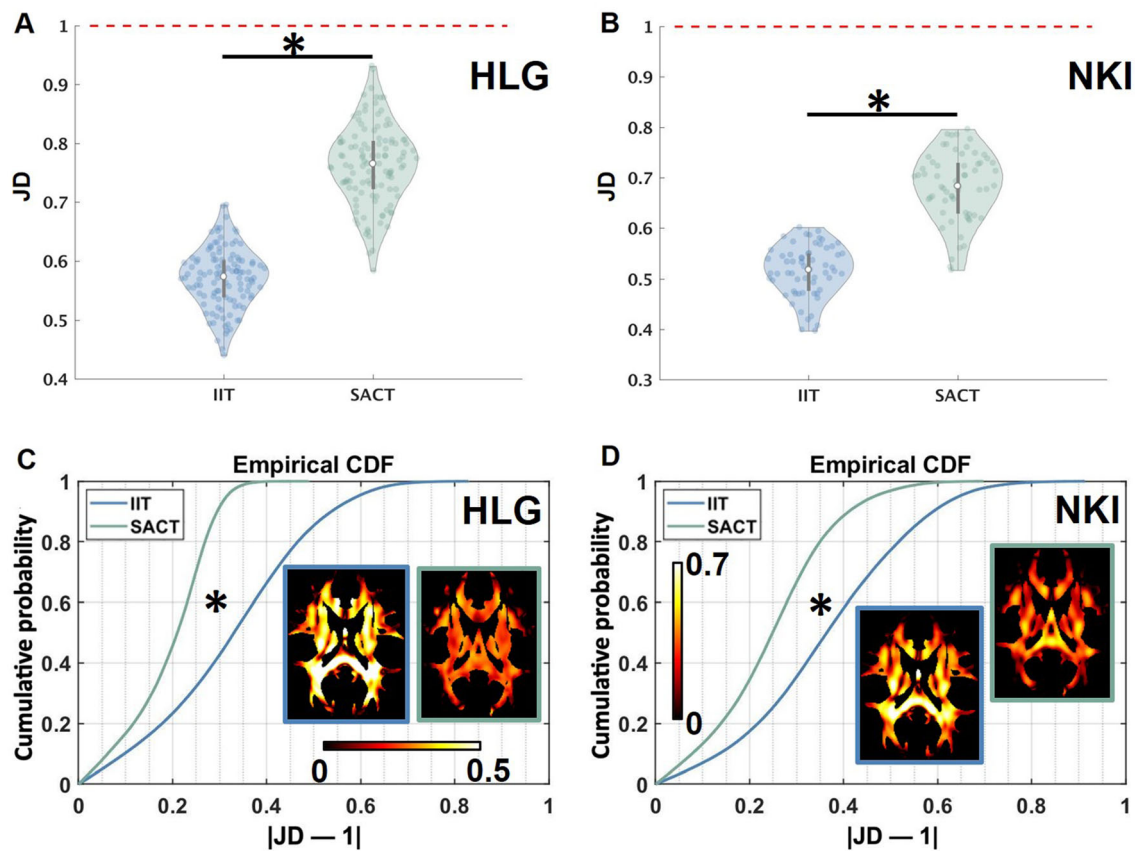 A
HLG
JD
1
0.9
0.8
0.7
0.6
0.5
0.4
*
IIT
SACT
B
NKI
JD
1
0.9
0.8
0.7
0.6
0.5
0.4
0.3
*
IIT
SACT
C
Empirical CDF
HLG
IIT
SACT
Cumulative probability
1
0.8
0.6
0.4
0.2
0
*
0
0.5
0
0.2
0.4
0.6
0.8
1
|JD — 1|
D
Empirical CDF
NKI
IIT
SACT
Cumulative probability
1
0.8
0.6
0.4
0.2
0
0.7
0
*
0
0.2
0.4
0.6
0.8
1
|JD — 1|